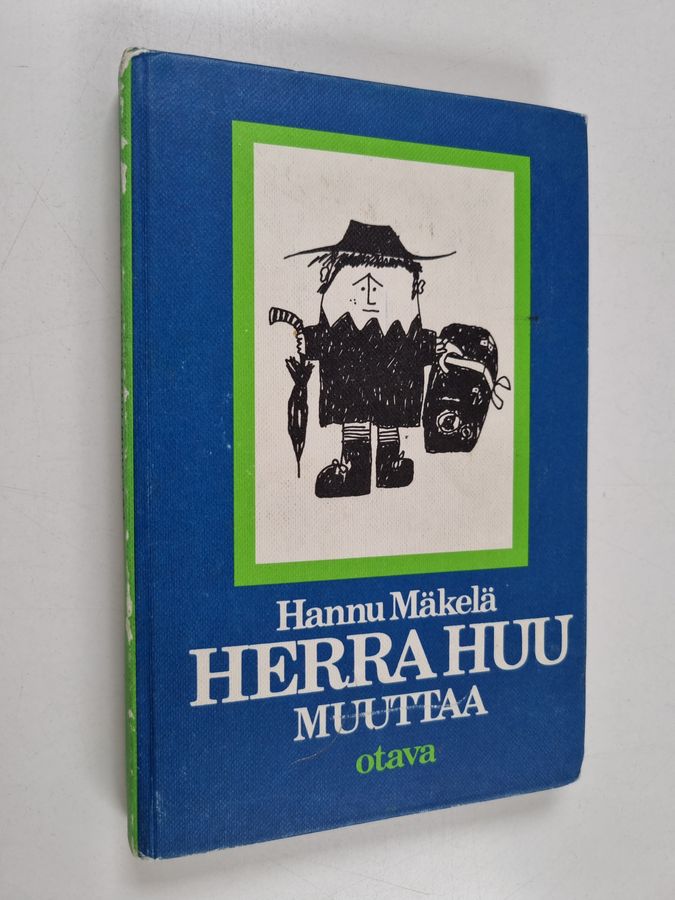 Hannu Mäkelä
HERRA HUU
MUUTTAA
otava